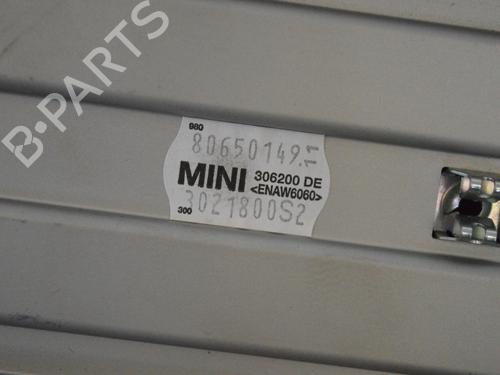 B-PARTS
980
80650149.11
MINI 306200 DE
<ENAW6060>
300 3021800S2